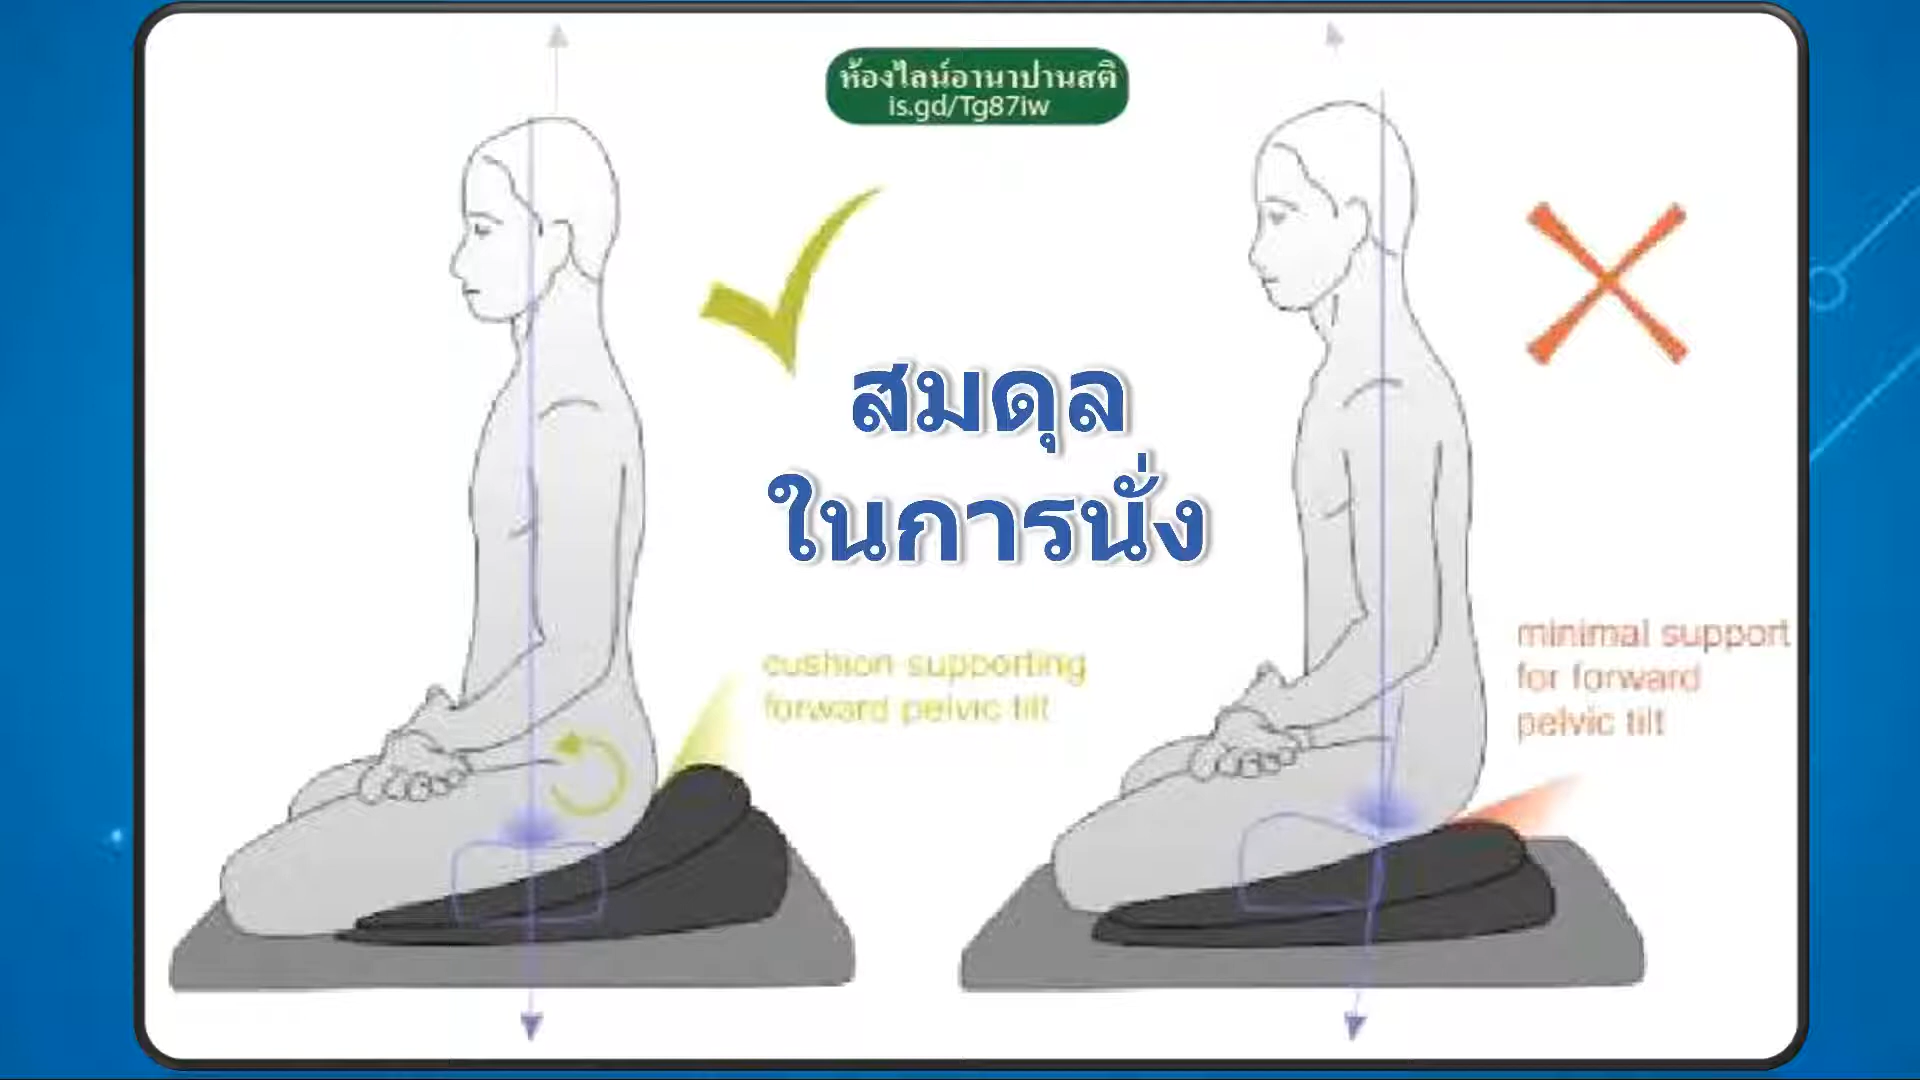 ห้องไลน์อานาปานสติ
is.gd/Tg87iw
สมดุล
ในการนั่ง
cushion supporting
forward pelvic tilt
minimal support
for forward
pelvic tilt